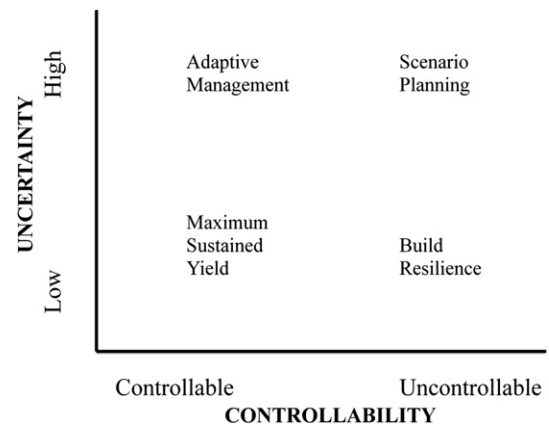 UNCERTAINTY
High
Low
Adaptive
Management
Scenario
Planning
Maximum
Sustained
Yield
Build
Resilience
Controllable
Uncontrollable
CONTROLLABILITY